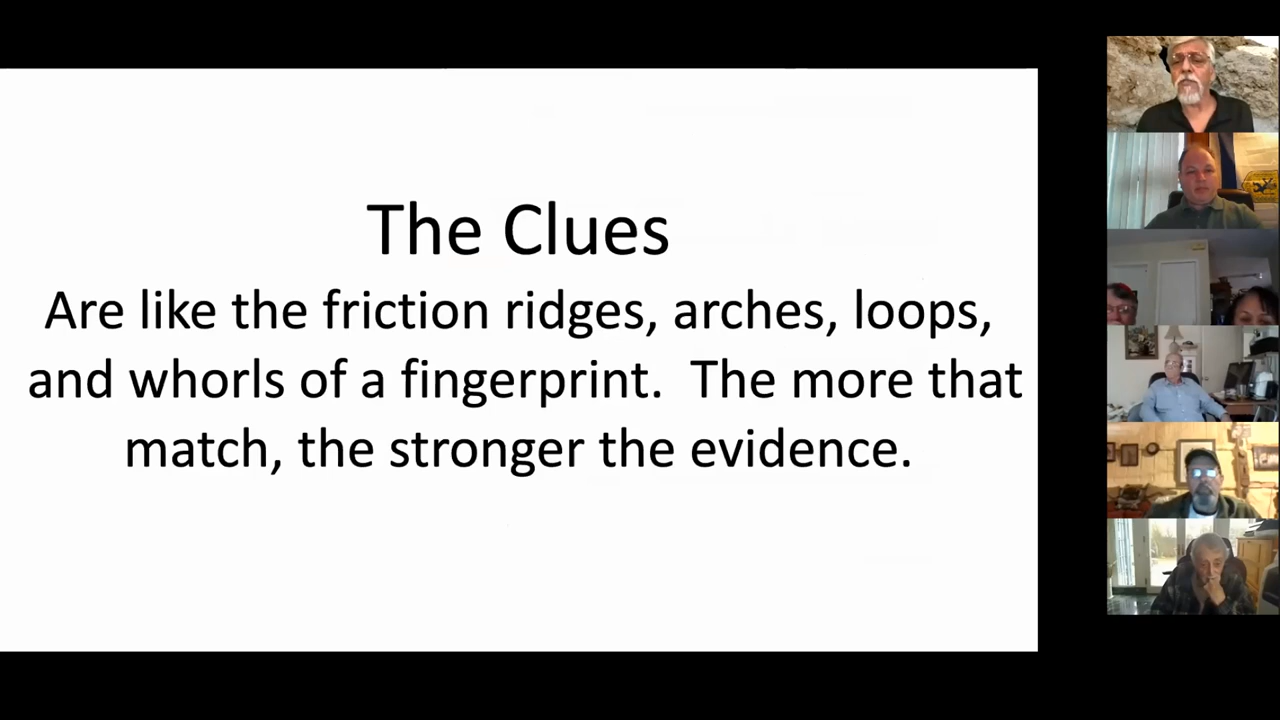 The Clues
Are like the friction ridges, arches, loops,
and whorls of a fingerprint.  The more that
match, the stronger the evidence.